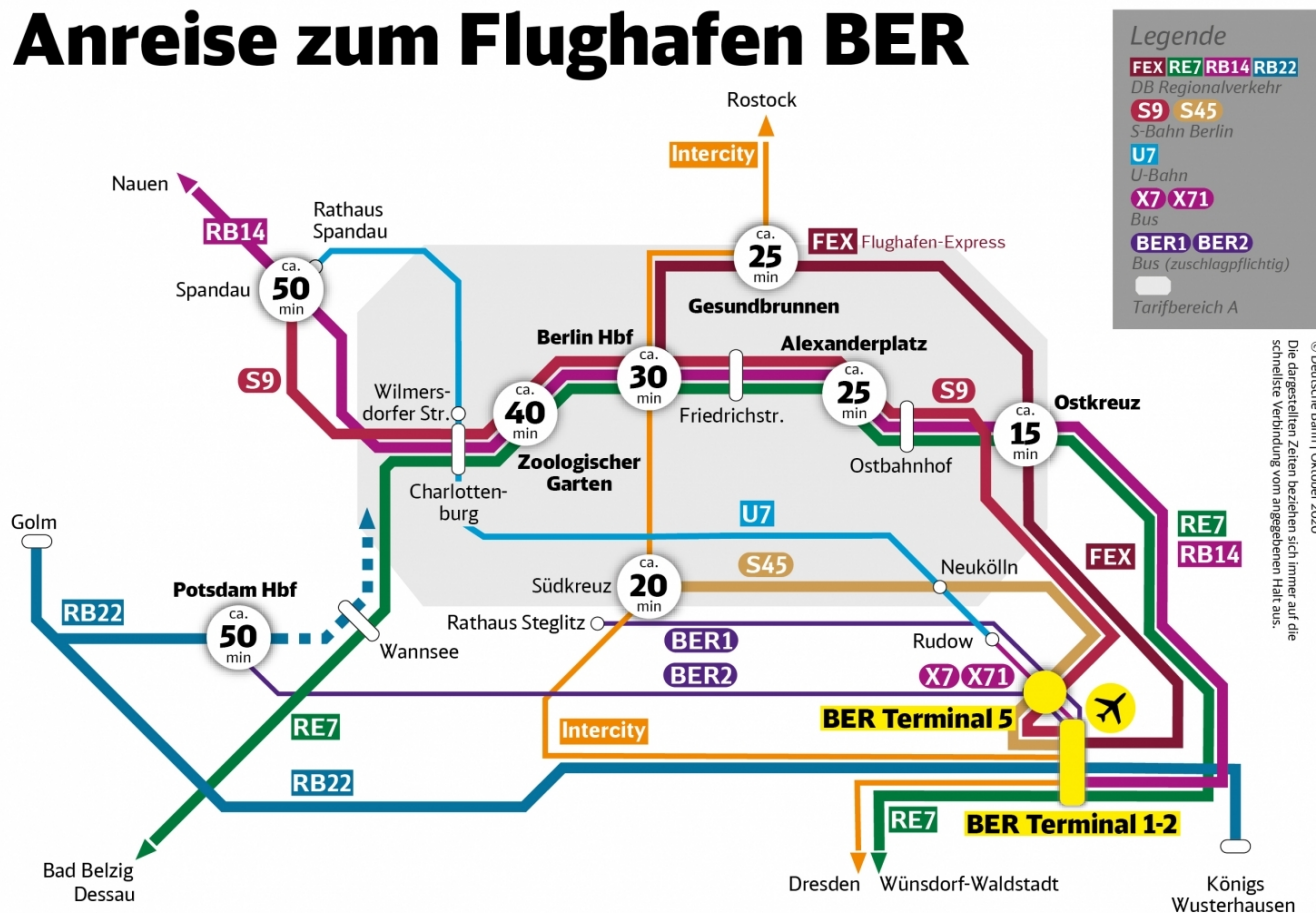 Anreise zum Flughafen BER
Legende
FEX RE7 RB14 RB22
DB Regionalverkehr
S9 S45
S-Bahn Berlin
U7
U-Bahn
X7 X71
Bus
BER1 BER2
Bus (zuschlagpflichtig)
Tarifbereich A
© Deutsche Bahn | Oktober 2020
Die dargestellten Zeiten beziehen sich immer auf die
schnellste Verbindung vom angegebenen Halt aus.
Rostock
Intercity
Nauen
RB14
Rathaus
Spandau
Spandau
ca.
50
min
ca.
25
min
FEX Flughafen-Express
Gesundbrunnen
Berlin Hbf
ca.
30
min
Alexanderplatz
ca.
25
min
S9
Wilmers-
dorfer Str.
ca.
40
min
Zoologischer
Garten
Friedrichstr.
S9
Ostbahnhof
Ostkreuz
ca.
15
min
Charlotten-
burg
Golm
U7
RE7
RB14
FEX
S45
Neukölln
Südkreuz
ca.
20
min
Potsdam Hbf
RB22
ca.
50
min
Wannsee
Rathaus Steglitz
BER1
BER2
Rudow
X7 X71
BER Terminal 5
RE7
Intercity
RB22
RE7
BER Terminal 1-2
Bad Belzig
Dessau
Dresden
Wünsdorf-Waldstadt
Königs
Wusterhausen